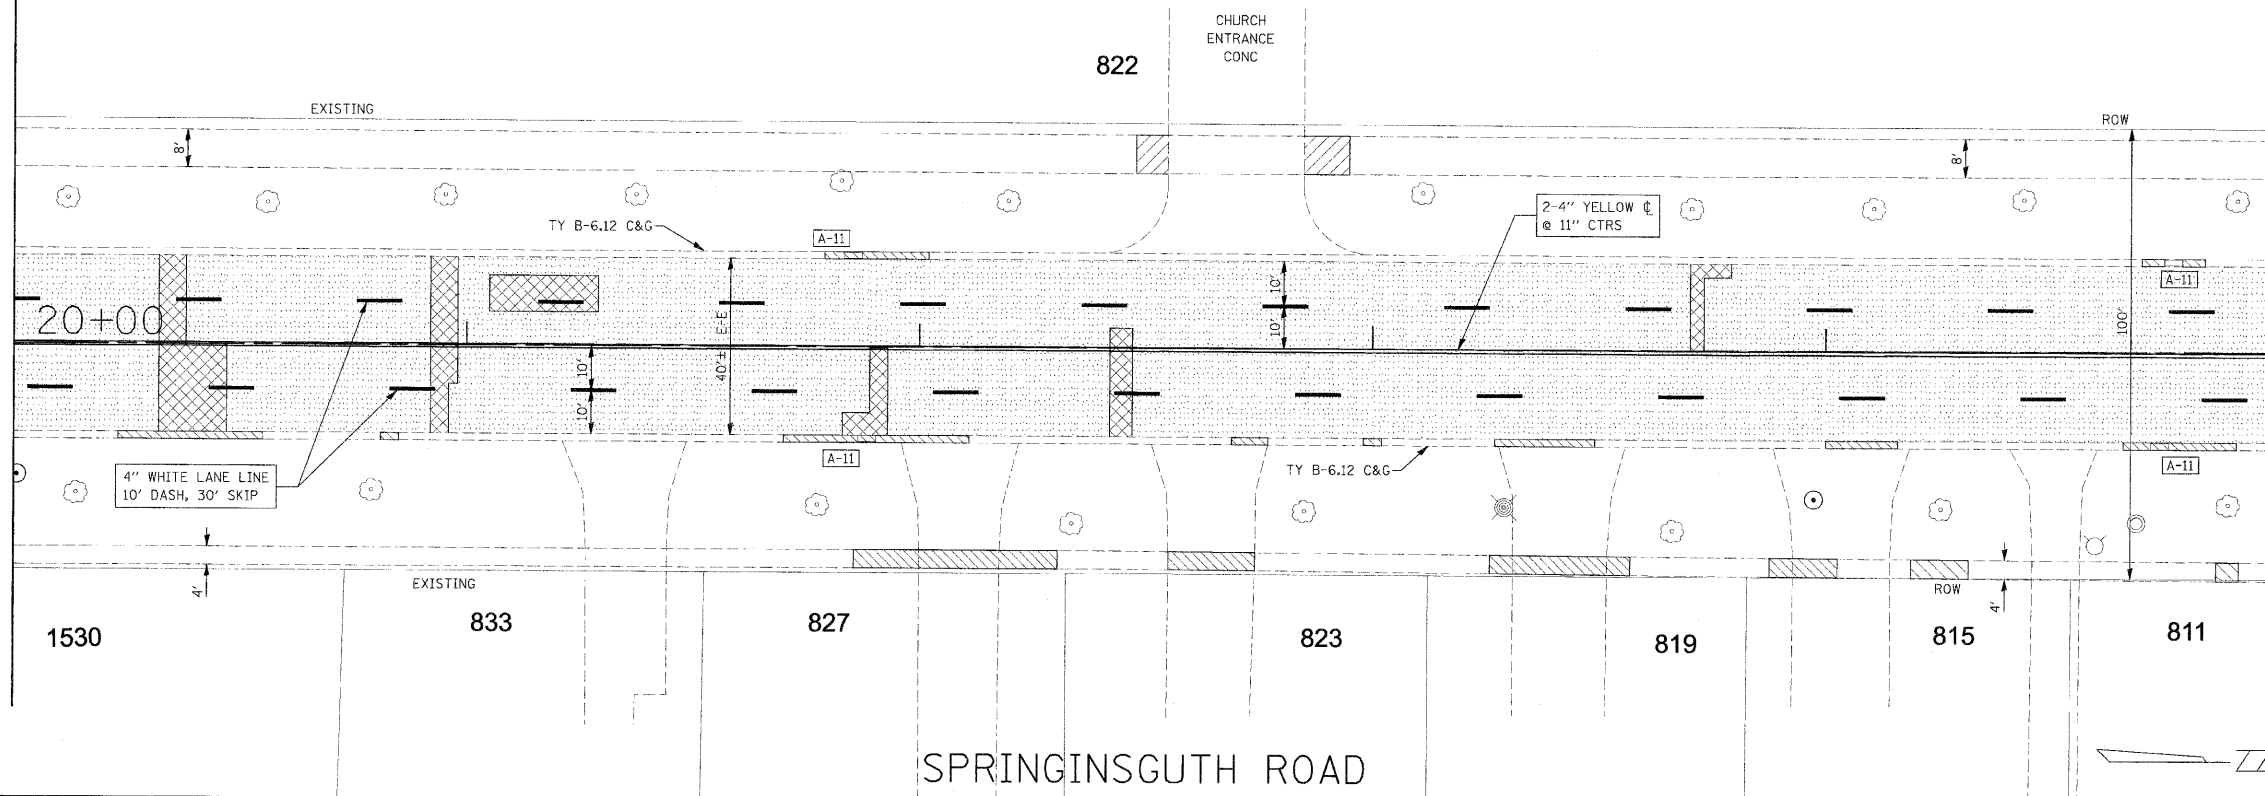 CHURCH
ENTRANCE
CONC
822
EXISTING
ROW
8'
8'
2-4" YELLOW ℄
@ 11" CTRS
TY B-6.12 C&G
A-11
A-11
20+00
10'
10'
40'± E-E
100'
10'
10'
4" WHITE LANE LINE
10' DASH, 30' SKIP
A-11
TY B-6.12 C&G
A-11
4'
EXISTING
ROW
4'
1530
833
827
823
819
815
811
SPRINGINSGUTH ROAD